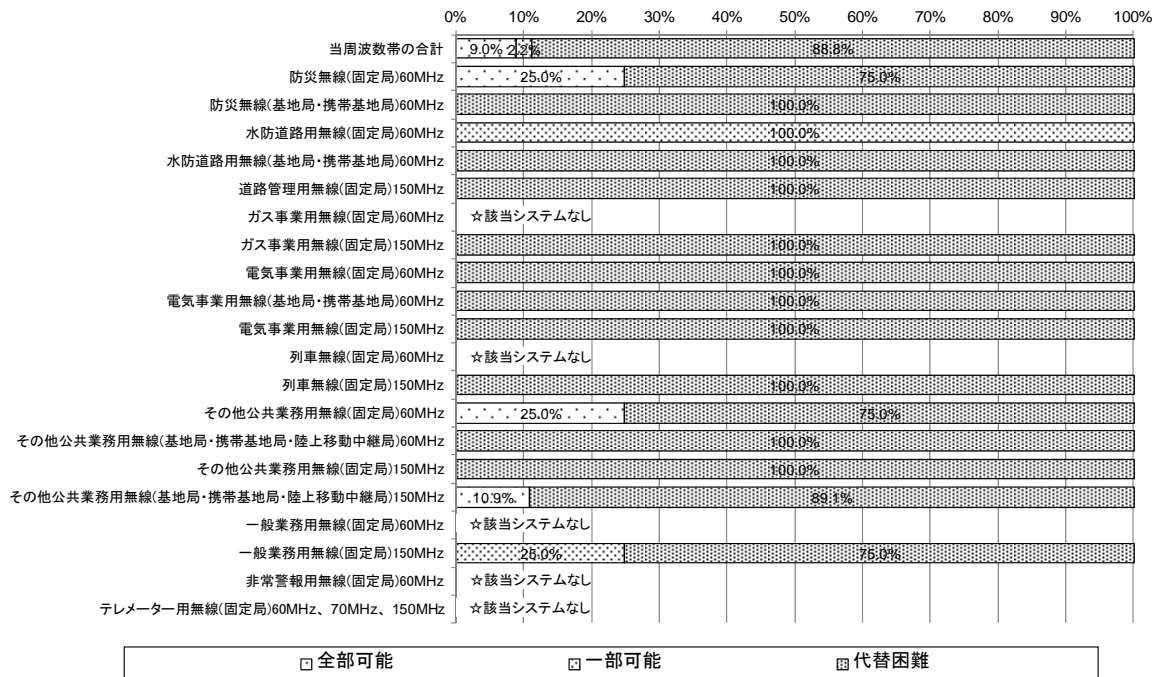 0% 10% 20% 30% 40% 50% 60% 70% 80% 90% 100%
当周波数帯の合計 9.0% 2.2% 88.8%
防災無線(固定局)60MHz 25.0% 75.0%
防災無線(基地局・携帯基地局)60MHz 100.0%
水防道路用無線(固定局)60MHz 100.0%
水防道路用無線(基地局・携帯基地局)60MHz 100.0%
道路管理用無線(固定局)150MHz 100.0%
ガス事業用無線(固定局)60MHz ☆該当システムなし
ガス事業用無線(固定局)150MHz 100.0%
電気事業用無線(固定局)60MHz 100.0%
電気事業用無線(基地局・携帯基地局)60MHz 100.0%
電気事業用無線(固定局)150MHz 100.0%
列車無線(固定局)60MHz ☆該当システムなし
列車無線(固定局)150MHz 100.0%
その他公共業務用無線(固定局)60MHz 25.0% 75.0%
その他公共業務用無線(基地局・携帯基地局・陸上移動中継局)60MHz 100.0%
その他公共業務用無線(固定局)150MHz 100.0%
その他公共業務用無線(基地局・携帯基地局・陸上移動中継局)150MHz 10.9% 89.1%
一般業務用無線(固定局)60MHz ☆該当システムなし
一般業務用無線(固定局)150MHz 25.0% 75.0%
非常警報用無線(固定局)60MHz ☆該当システムなし
テレメーター用無線(固定局)60MHz、70MHz、150MHz ☆該当システムなし
全部可能 一部可能 代替困難